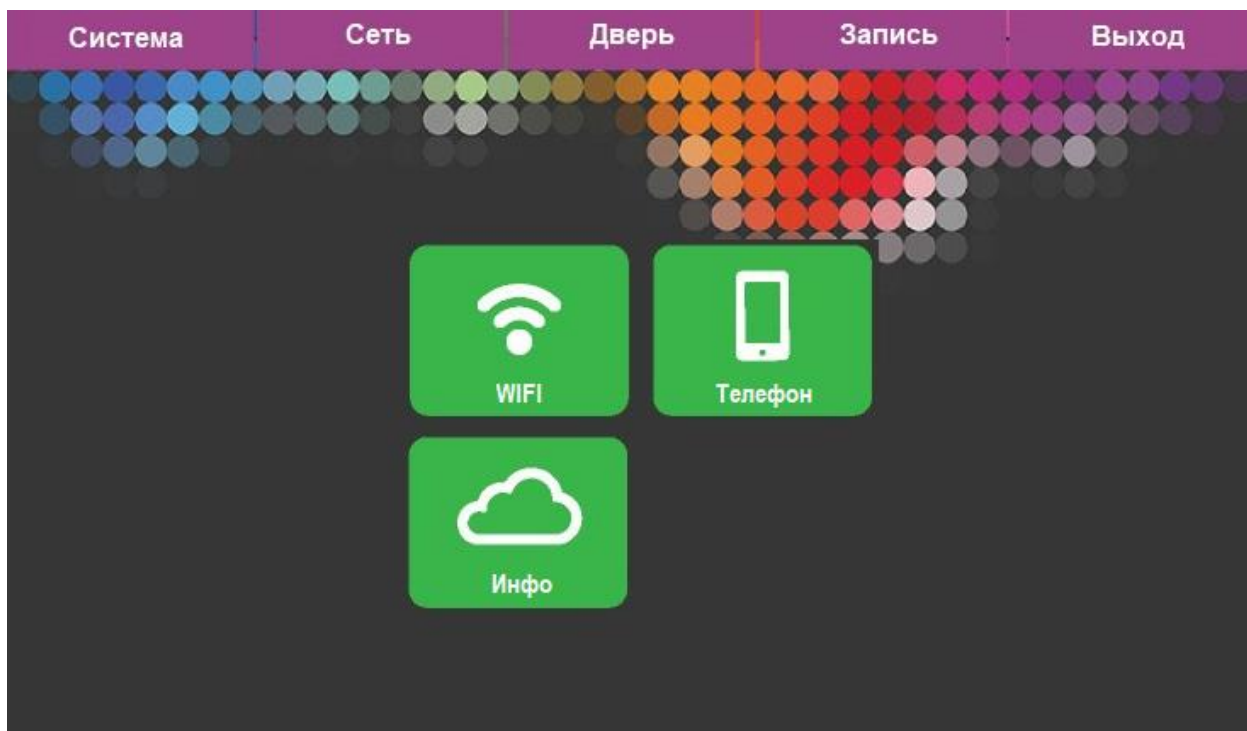 Система
Сеть
Дверь
Запись
Выход
WIFI
Телефон
Инфо